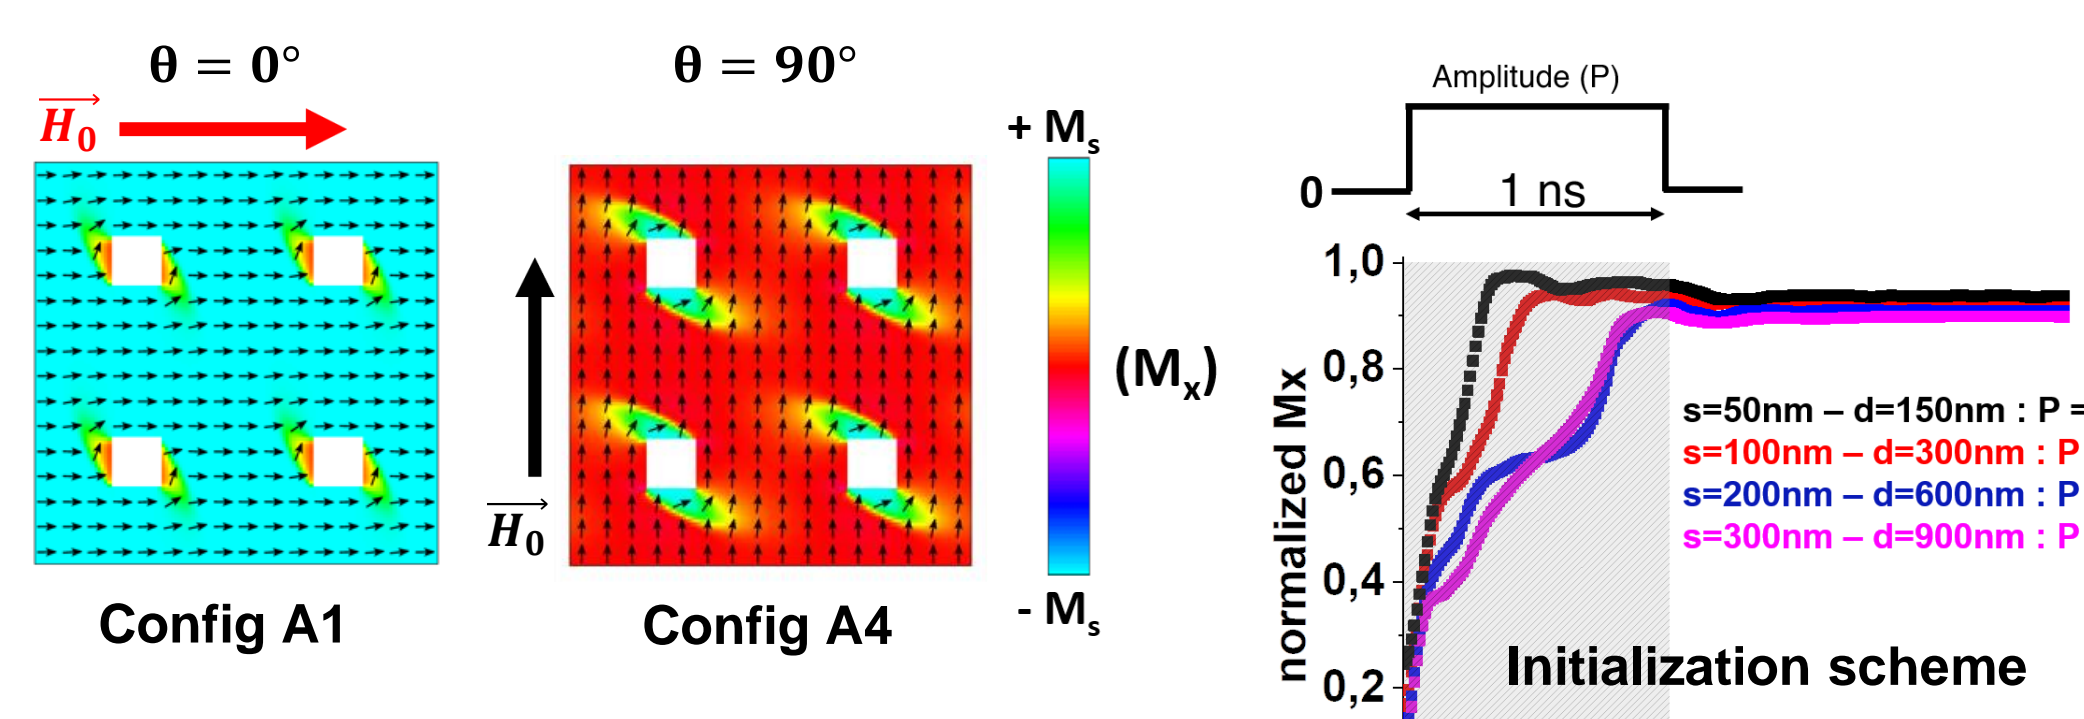 θ = 0°
H₀
Config A1
θ = 90°
H₀
Config A4
+ Mₛ
(Mₓ)
- Mₛ
Amplitude (P)
0
1 ns
1,0
0,8
0,6
0,4
0,2
normalized Mx
s=50nm – d=150nm : P =
s=100nm – d=300nm : P
s=200nm – d=600nm : P
s=300nm – d=900nm : P
Initialization scheme